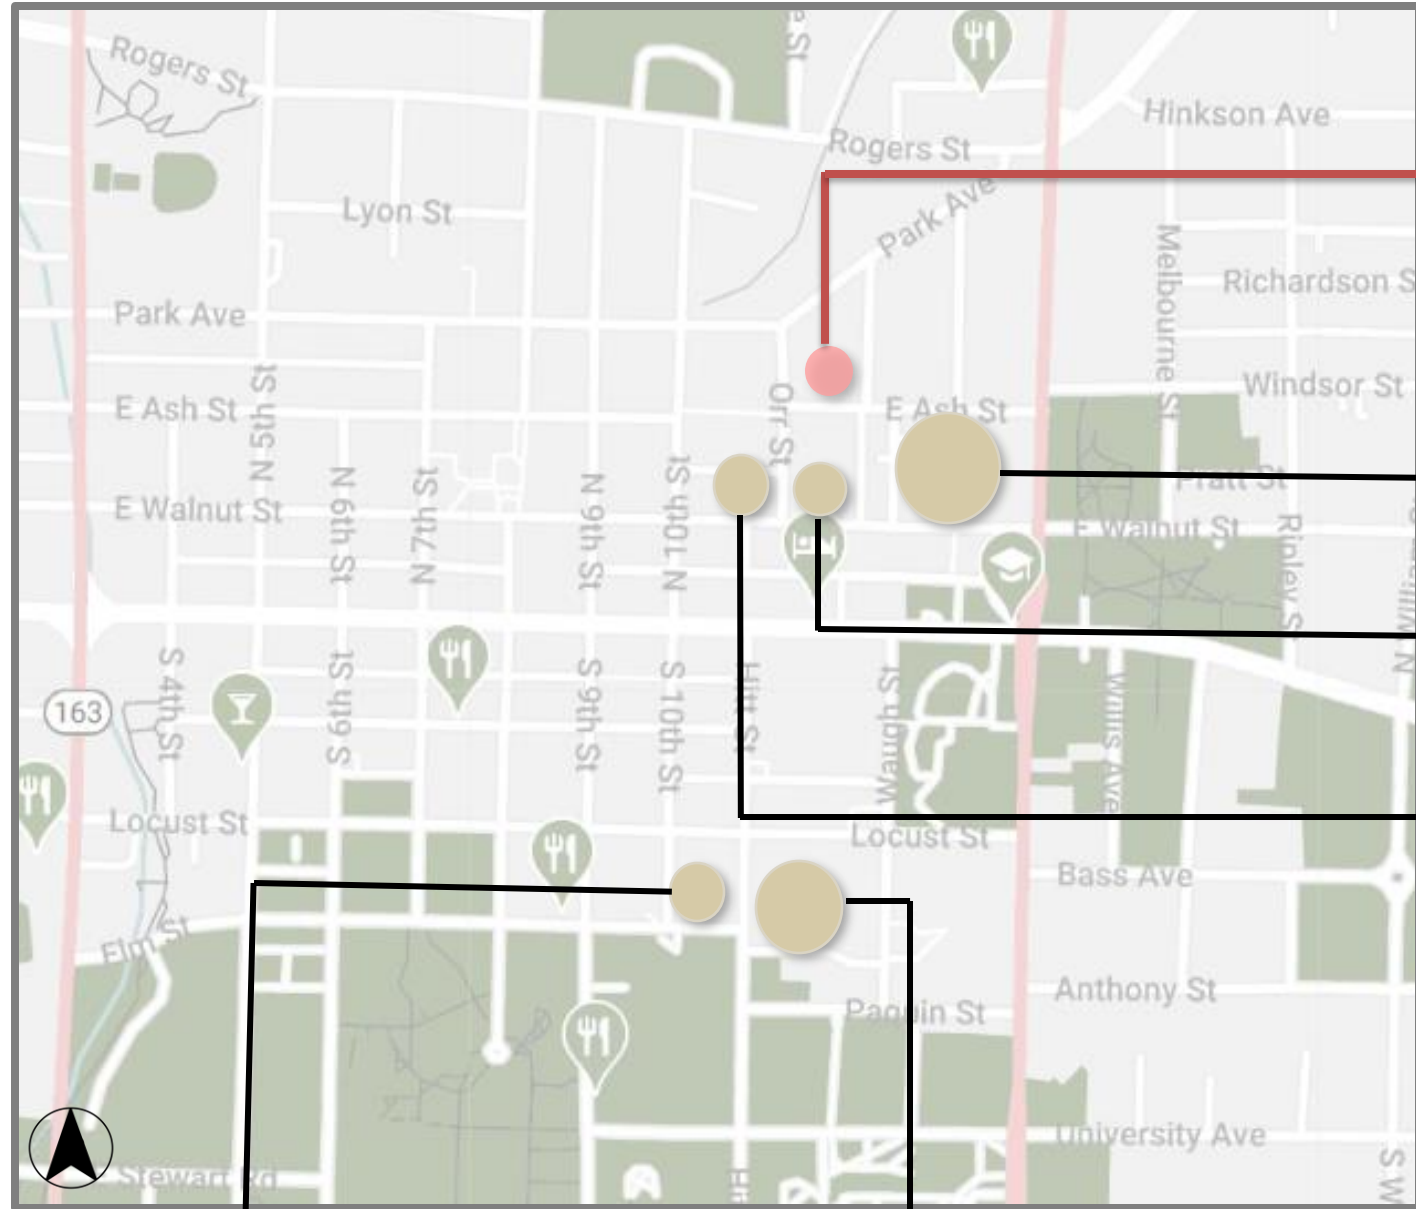 e St
Rogers St
Hinkson Ave
Rogers St
Park Ave
Lyon St
Melbourne St
Richardson S
Park Ave
Windsor St
Orr St
E Ash St
E Ash St
N 5th St
Pratt St
N 6th St
N 7th St
N 9th St
N 10th St
E Walnut St
E Walnut St
Ripley S
N William
S 4th St
S 6th St
S 9th St
S 10th St
Hitt St
Waugh St
Willis Ave
163
Locust St
Locust St
Bass Ave
Elm St
Anthony St
Paquin St
University Ave
Stewart Rd
Ha
S W